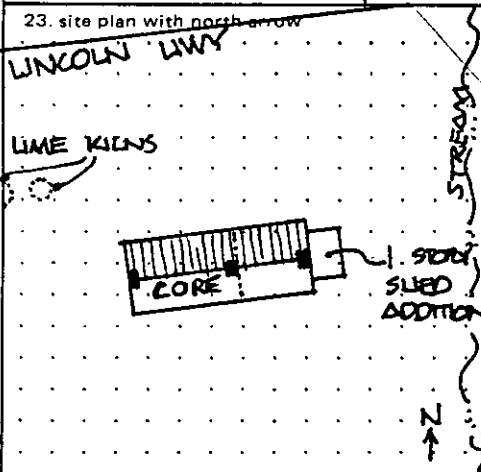 23. site plan with north arrow
LINCOLN HWY
LIME KILNS
STREAM
CORE
1 STORY
SHED
ADDITION
N